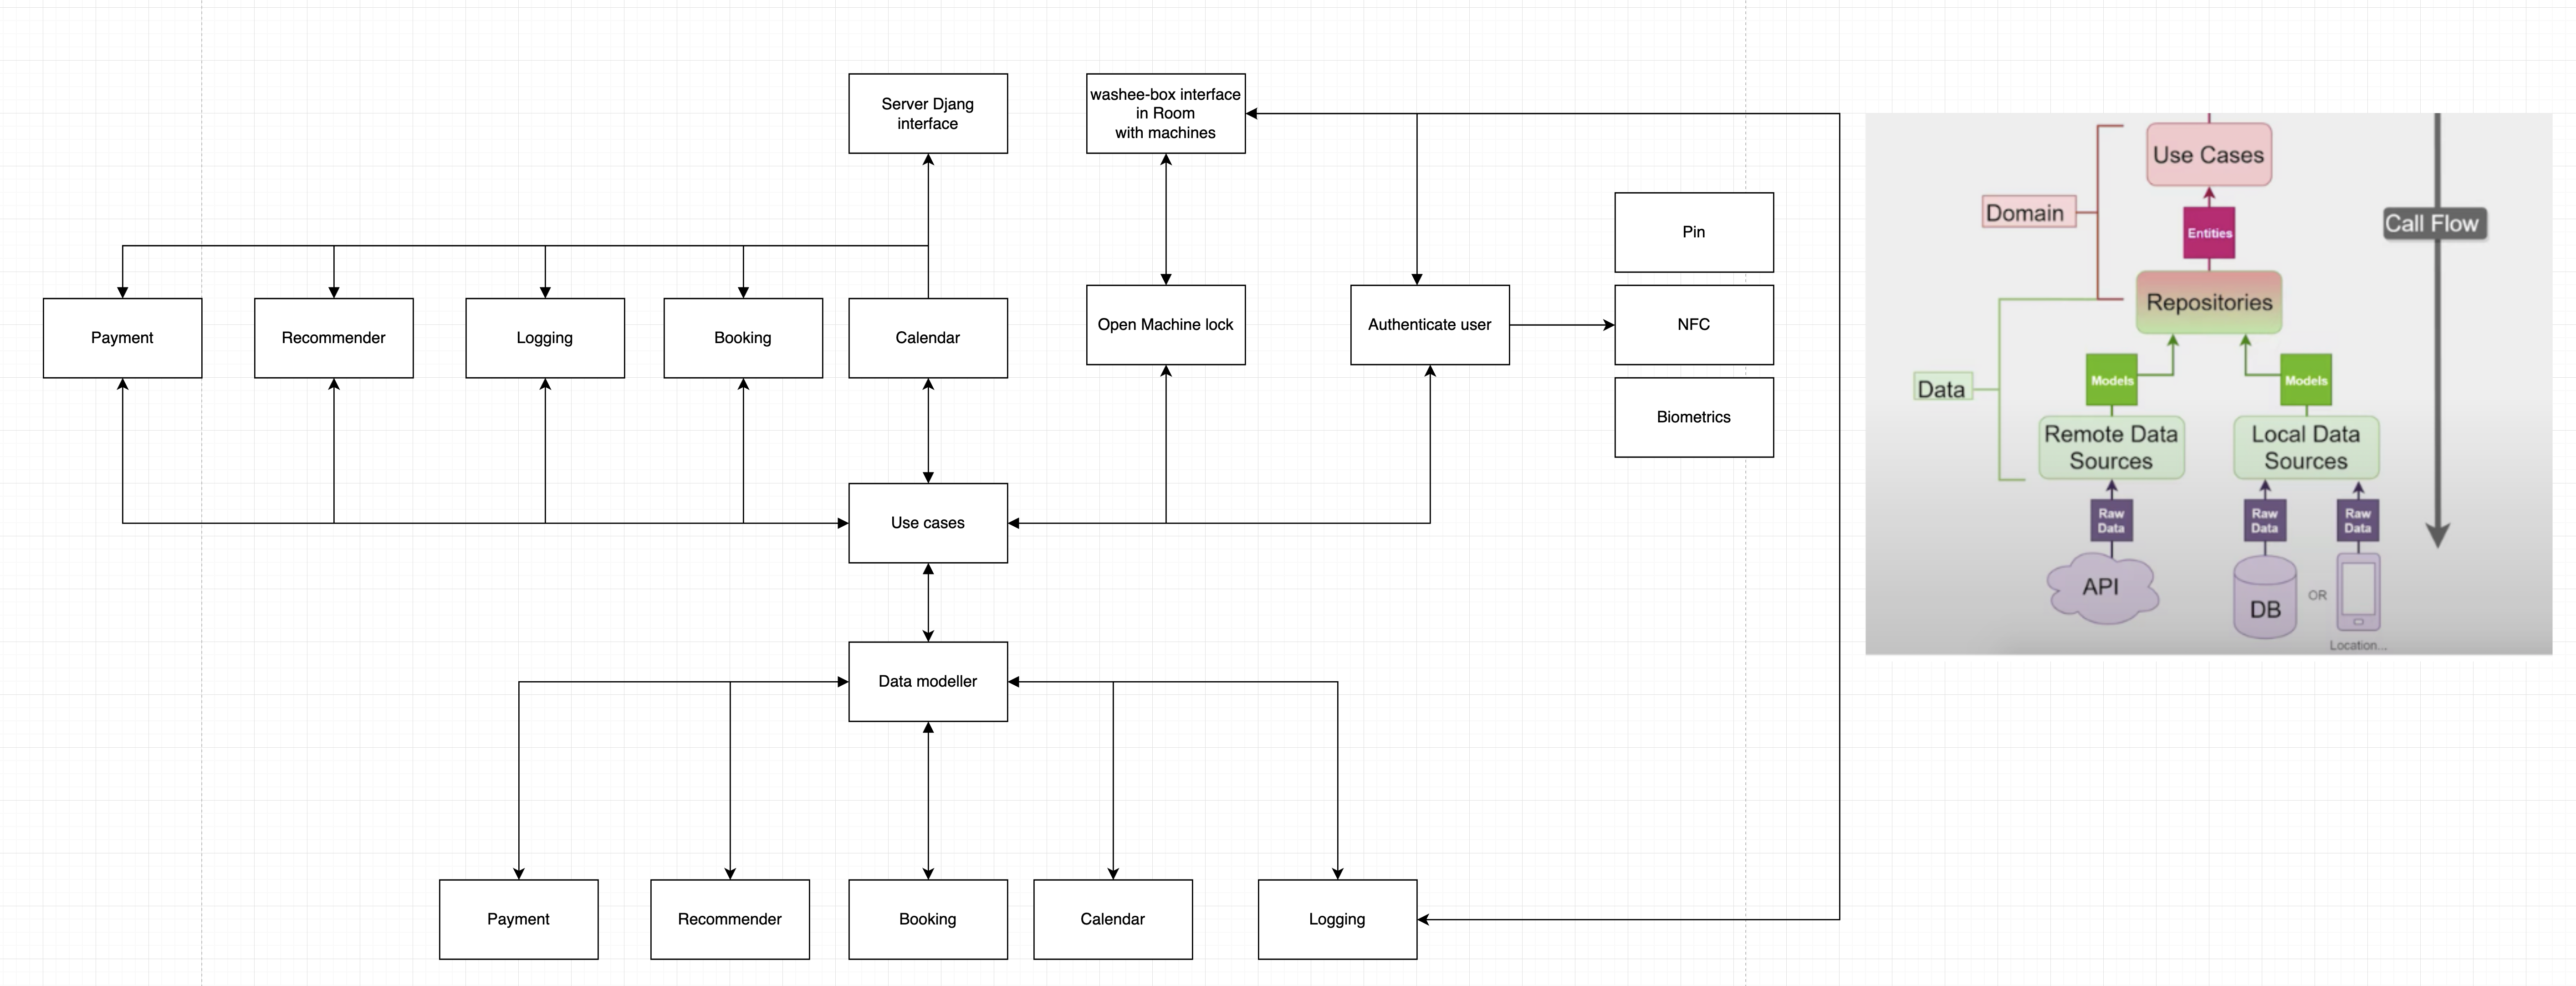 Server Djang
interface
washee-box interface
in Room
with machines
Pin
Payment
Recommender
Logging
Booking
Calendar
Open Machine lock
Authenticate user
NFC
Biometrics
Use cases
Data modeller
Payment
Recommender
Booking
Calendar
Logging
Use Cases
Domain
Entities
Call Flow
Repositories
Data
Models
Models
Remote Data
Sources
Local Data
Sources
Raw
Data
Raw
Data
Raw
Data
API
DB
OR
Location...